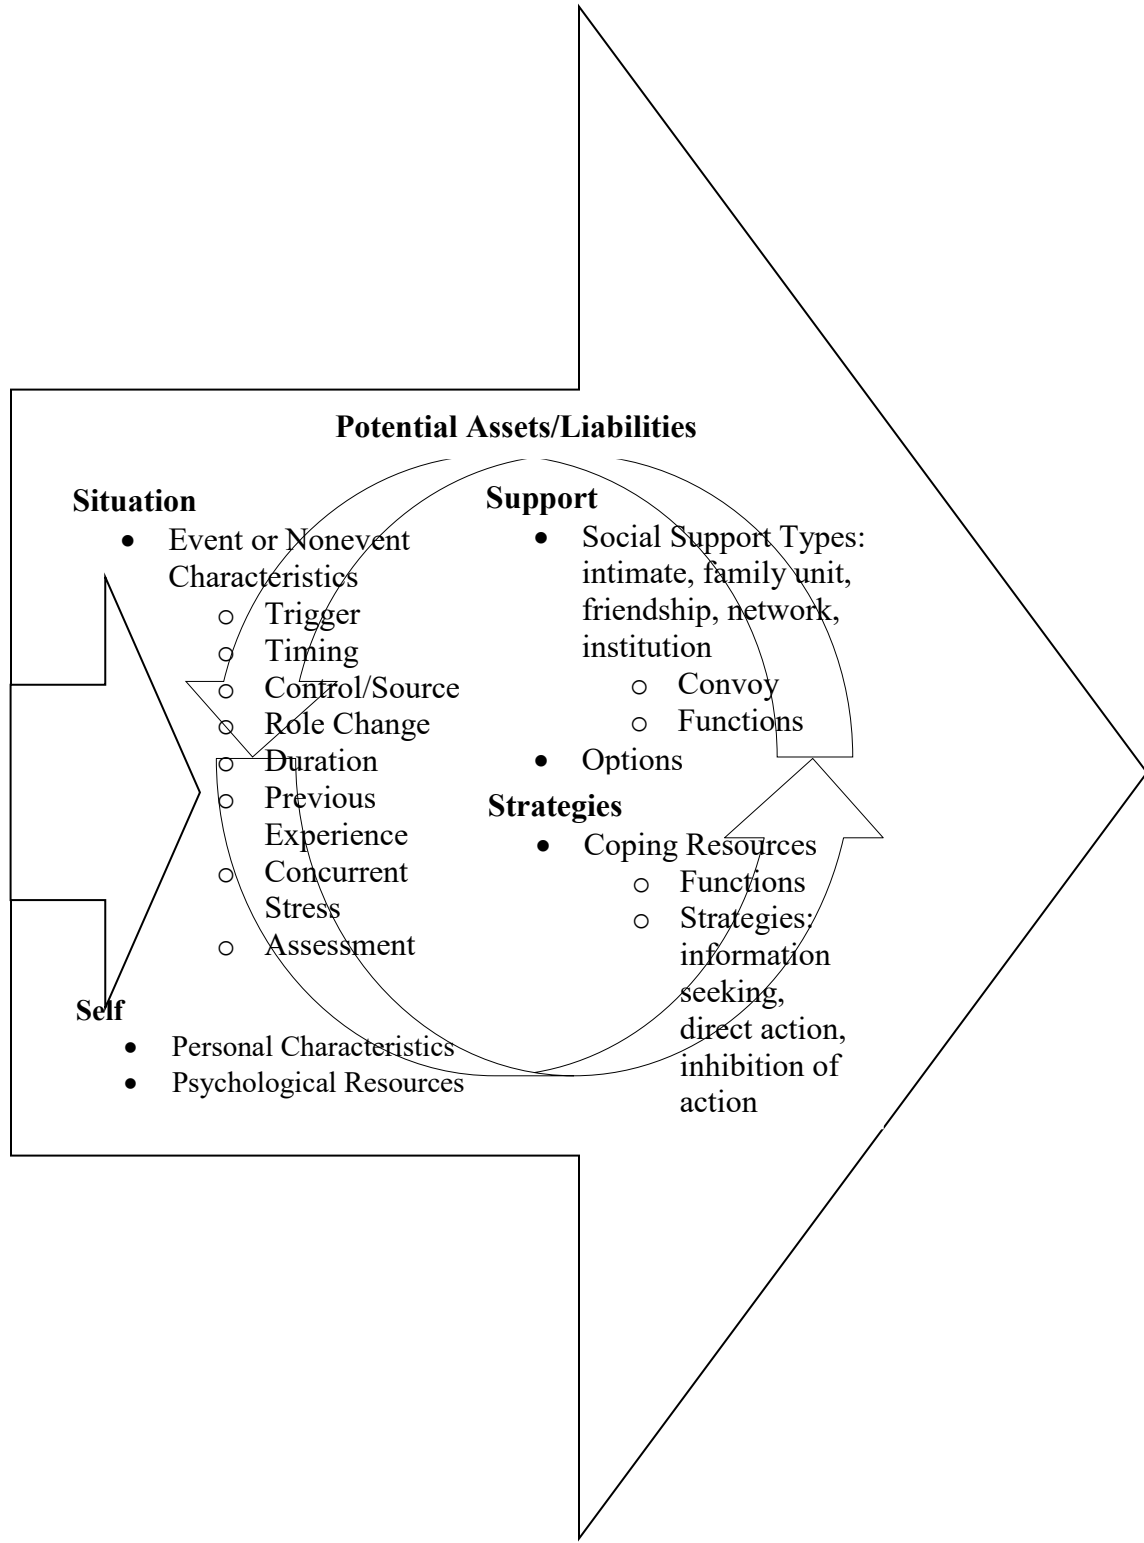 Potential Assets/Liabilities
Situation
• Event or Nonevent
Characteristics
o Trigger
o Timing
o Control/Source
o Role Change
o Duration
o Previous
Experience
o Concurrent
Stress
o Assessment
Self
• Personal Characteristics
• Psychological Resources
Support
• Social Support Types:
intimate, family unit,
friendship, network,
institution
o Convoy
o Functions
• Options
Strategies
• Coping Resources
o Functions
o Strategies:
information
seeking,
direct action,
inhibition of
action